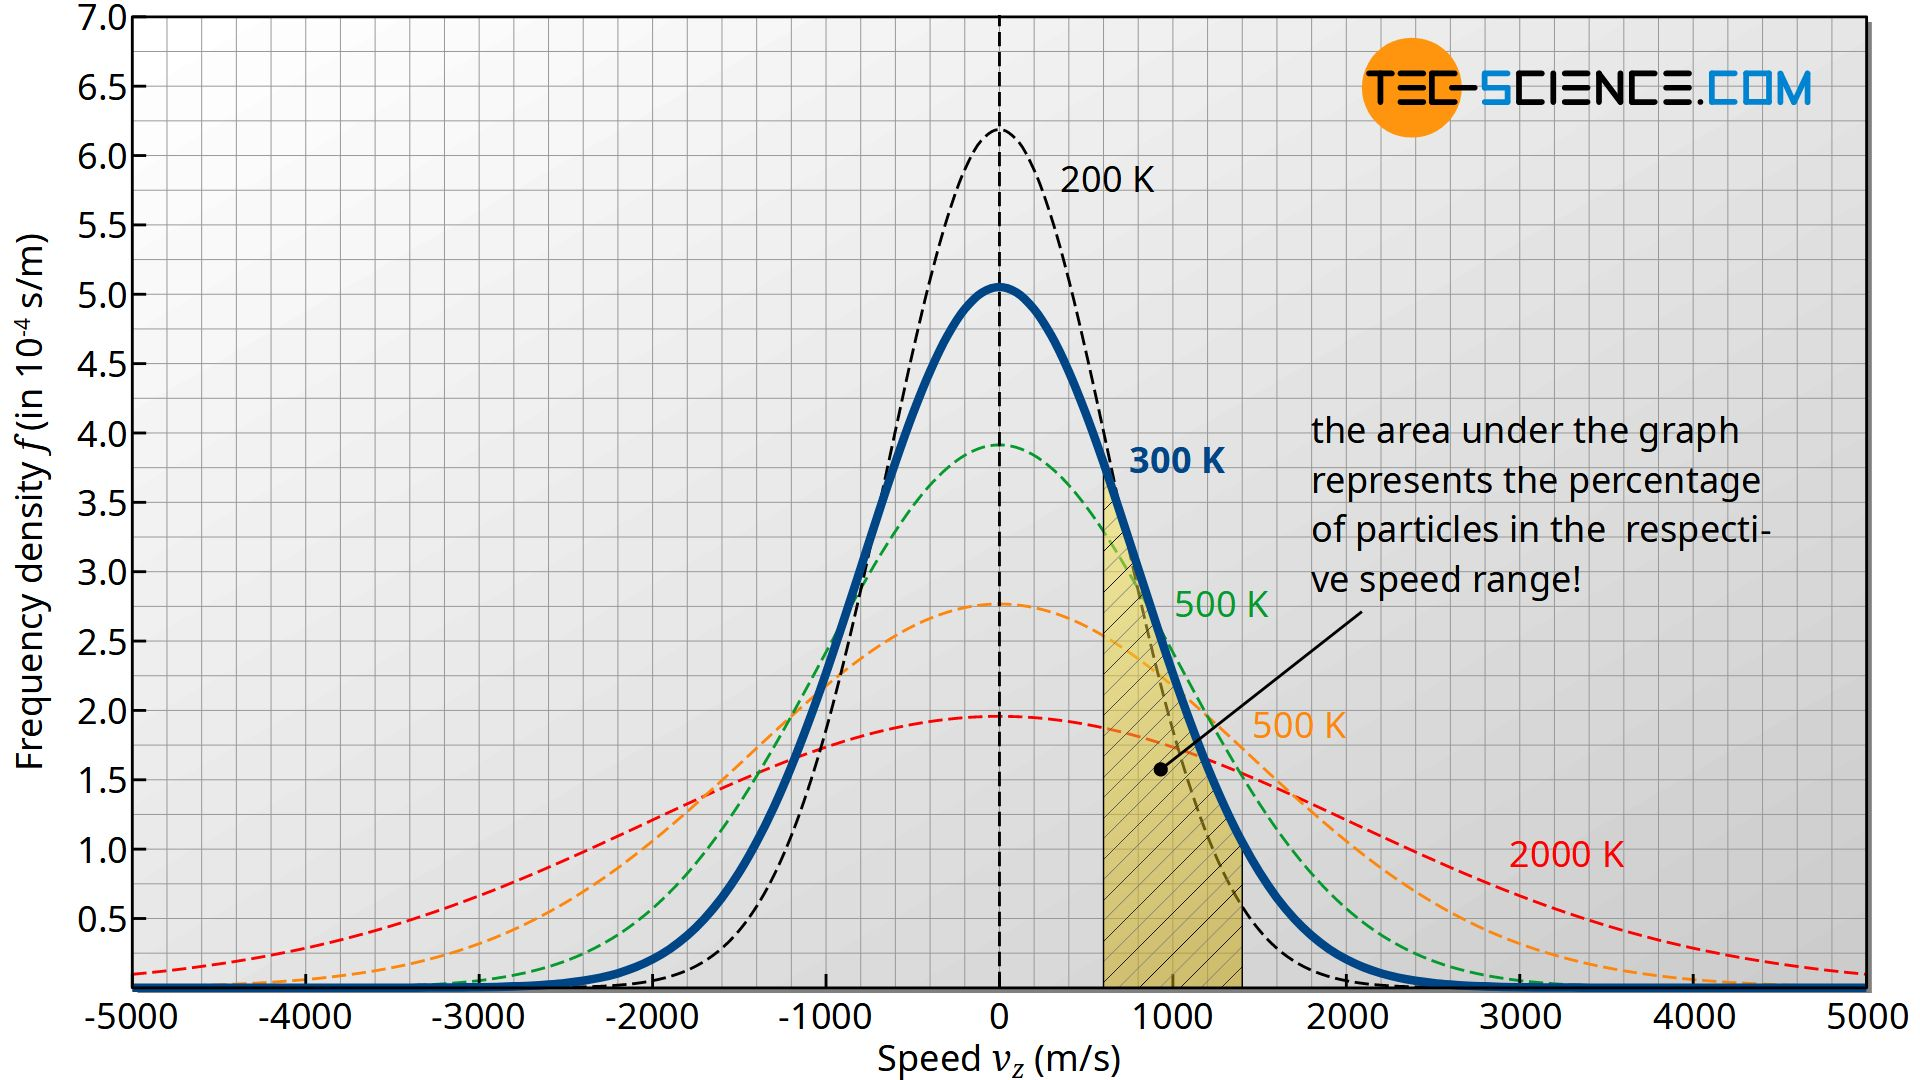 7.0
6.5
6.0
5.5
5.0
4.5
4.0
3.5
3.0
2.5
2.0
1.5
1.0
0.5
Frequency density f (in 10⁻⁴ s/m)
TEC-SCIENCE.COM
200 K
300 K
the area under the graph
represents the percentage
of particles in the respecti-
ve speed range!
500 K
500 K
2000 K
-5000 -4000 -3000 -2000 -1000 0 1000 2000 3000 4000 5000
Speed v_z (m/s)